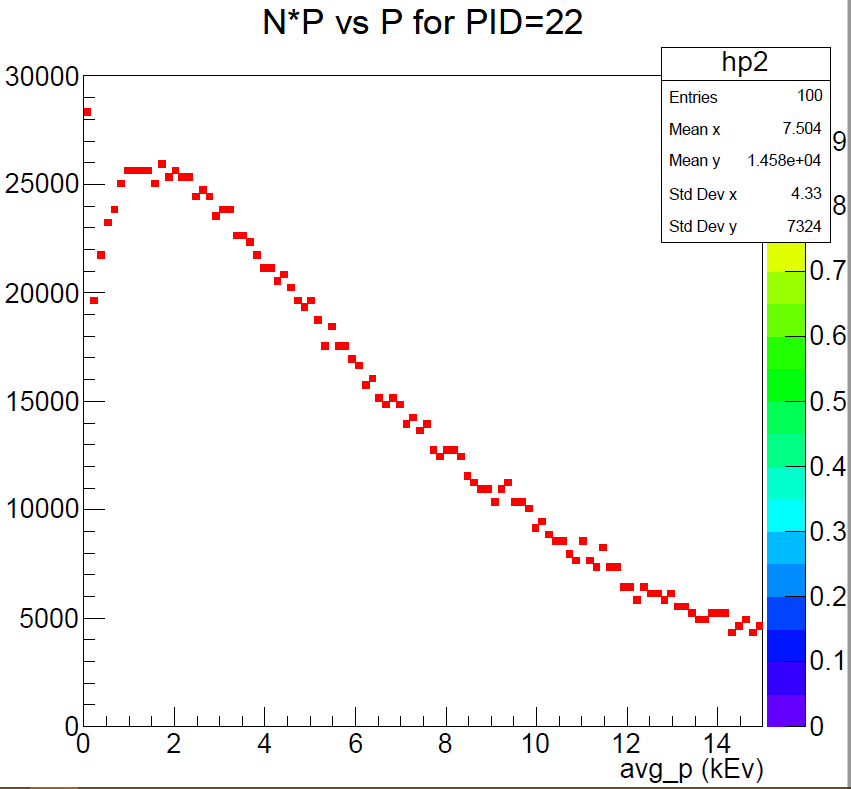 N*P vs P for PID=22
hp2
Entries 100
Mean x 7.504
Mean y 1.458e+04
Std Dev x 4.33
Std Dev y 7324
30000
25000
20000
15000
10000
5000
0
0 2 4 6 8 10 12 14
avg_p (kEv)
9
8
0.7
0.6
0.5
0.4
0.3
0.2
0.1
0